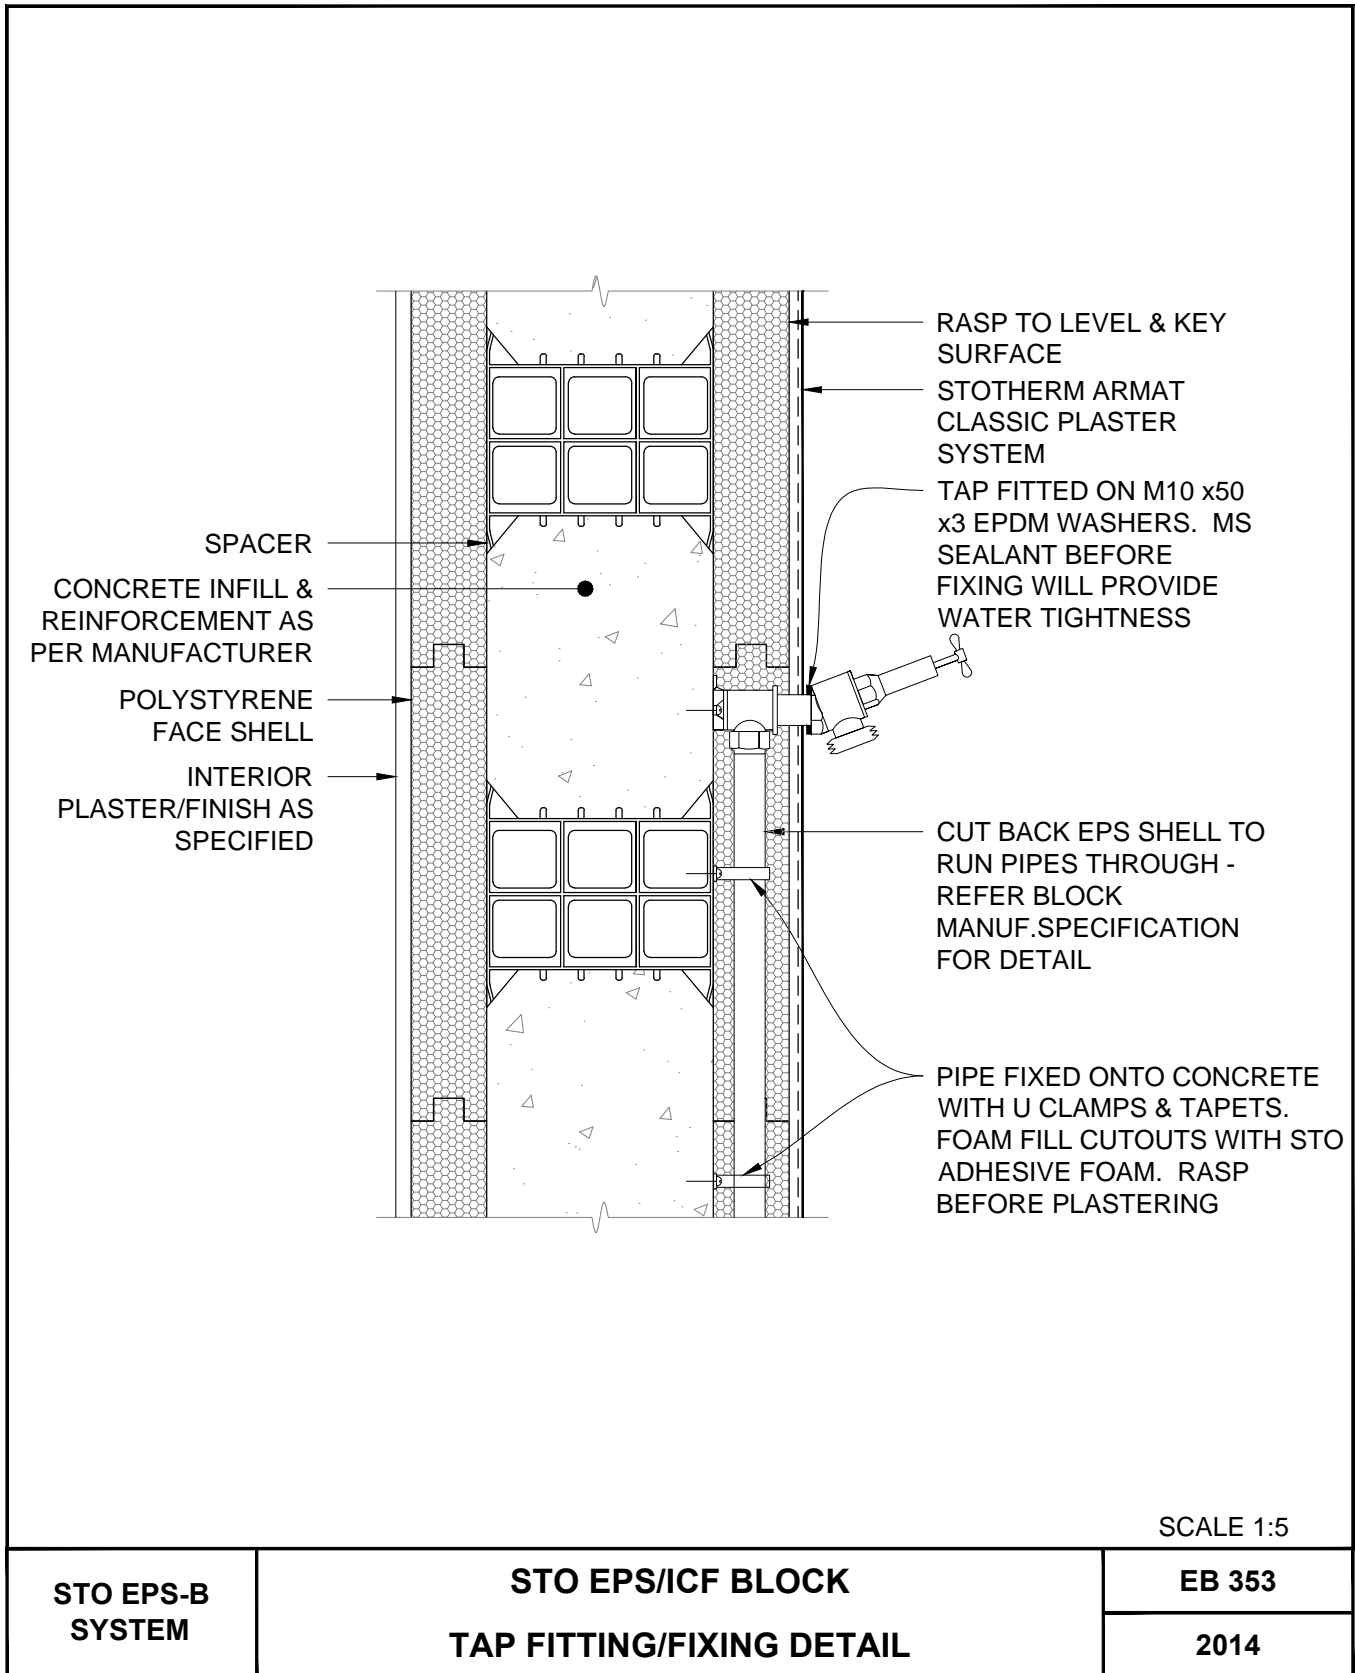 RASP TO LEVEL & KEY
SURFACE
STOTHERM ARMAT
CLASSIC PLASTER
SYSTEM
TAP FITTED ON M10 x50
x3 EPDM WASHERS.  MS
SEALANT BEFORE
FIXING WILL PROVIDE
WATER TIGHTNESS
SPACER
CONCRETE INFILL &
REINFORCEMENT AS
PER MANUFACTURER
POLYSTYRENE
FACE SHELL
INTERIOR
PLASTER/FINISH AS
SPECIFIED
CUT BACK EPS SHELL TO
RUN PIPES THROUGH -
REFER BLOCK
MANUF.SPECIFICATION
FOR DETAIL
PIPE FIXED ONTO CONCRETE
WITH U CLAMPS & TAPETS.
FOAM FILL CUTOUTS WITH STO
ADHESIVE FOAM.  RASP
BEFORE PLASTERING
SCALE 1:5
STO EPS-B
SYSTEM
STO EPS/ICF BLOCK
TAP FITTING/FIXING DETAIL
EB 353
2014